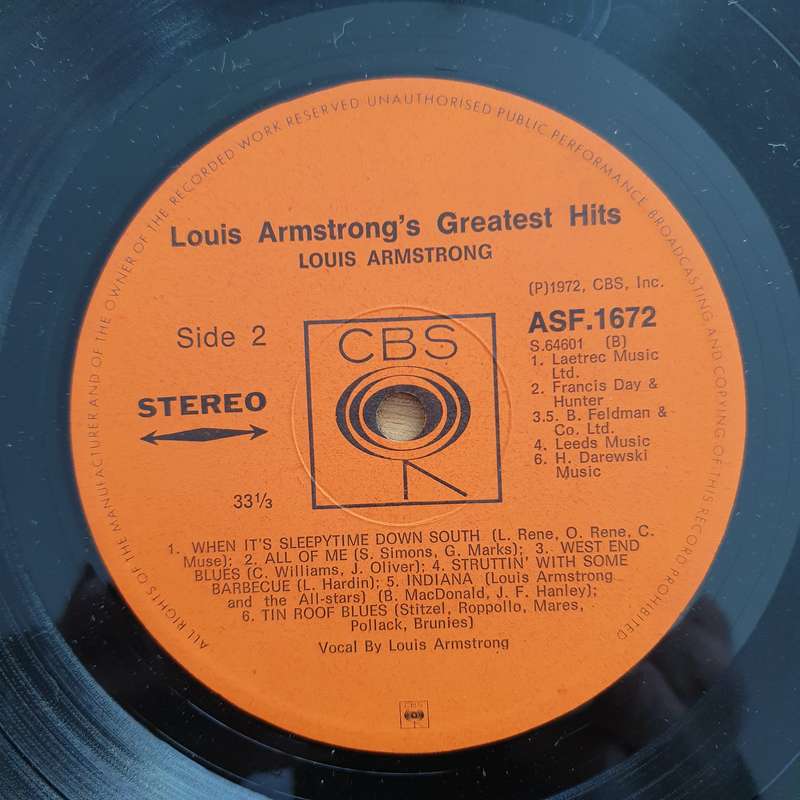 ALL RIGHTS OF THE MANUFACTURER AND OF THE OWNER OF THE RECORDED WORK RESERVED UNAUTHORISED PUBLIC PERFORMANCE BROADCASTING AND COPYING OF THIS RECORD PROHIBITED
Louis Armstrong's Greatest Hits
LOUIS ARMSTRONG
(P)1972, CBS, Inc.
Side 2
CBS
ASF.1672
S.64601 (B)
1. Laetrec Music
Ltd.
2. Francis Day &
Hunter
3.5. B. Feldman &
Co. Ltd.
4. Leeds Music
6. H. Darewski
Music
STEREO
33⅓
1. WHEN IT'S SLEEPYTIME DOWN SOUTH (L. Rene, O. Rene, C.
Muse); 2. ALL OF ME (S. Simons, G. Marks); 3. WEST END
BLUES (C. Williams, J. Oliver); 4. STRUTTIN' WITH SOME
BARBECUE (L. Hardin); 5. INDIANA (Louis Armstrong
and the All-stars) (B. MacDonald, J. F. Hanley);
6. TIN ROOF BLUES (Stitzel, Roppollo, Mares,
Pollack, Brunies)
Vocal By Louis Armstrong
CBS